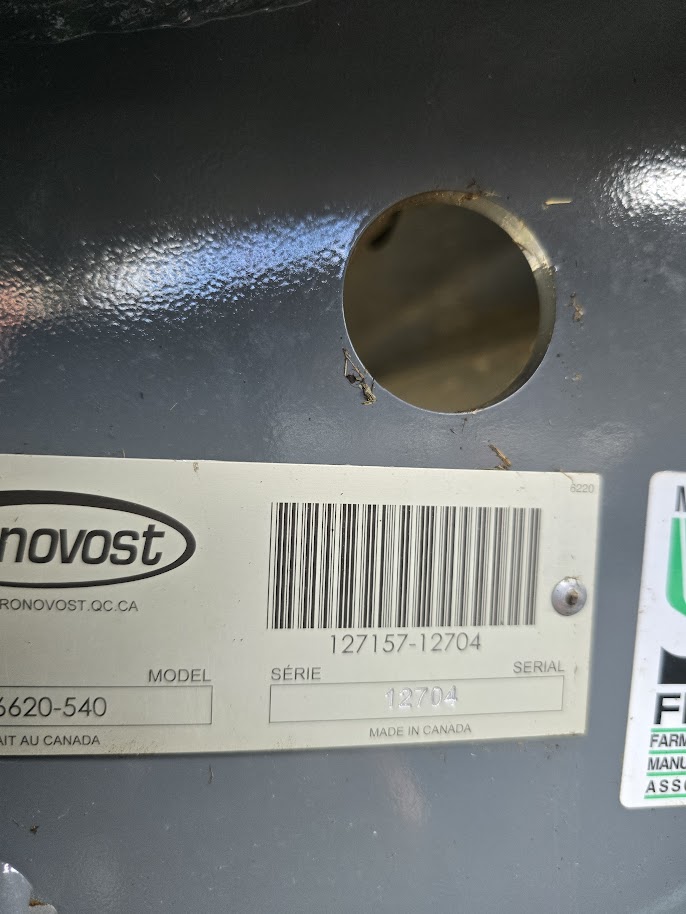 6220
novost
RONOVOST.QC.CA
127157-12704
MODEL
SÉRIE
SERIAL
6620-540
12704
AIT AU CANADA
MADE IN CANADA
M
F
FARM
MANU
ASSO